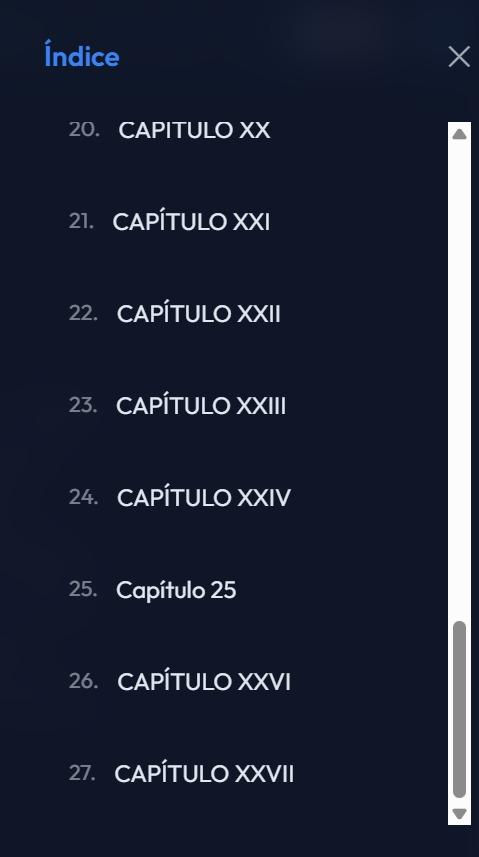 Índice
20. CAPÍTULO XX
21. CAPÍTULO XXI
22. CAPÍTULO XXII
23. CAPÍTULO XXIII
24. CAPÍTULO XXIV
25. Capítulo 25
26. CAPÍTULO XXVI
27. CAPÍTULO XXVII